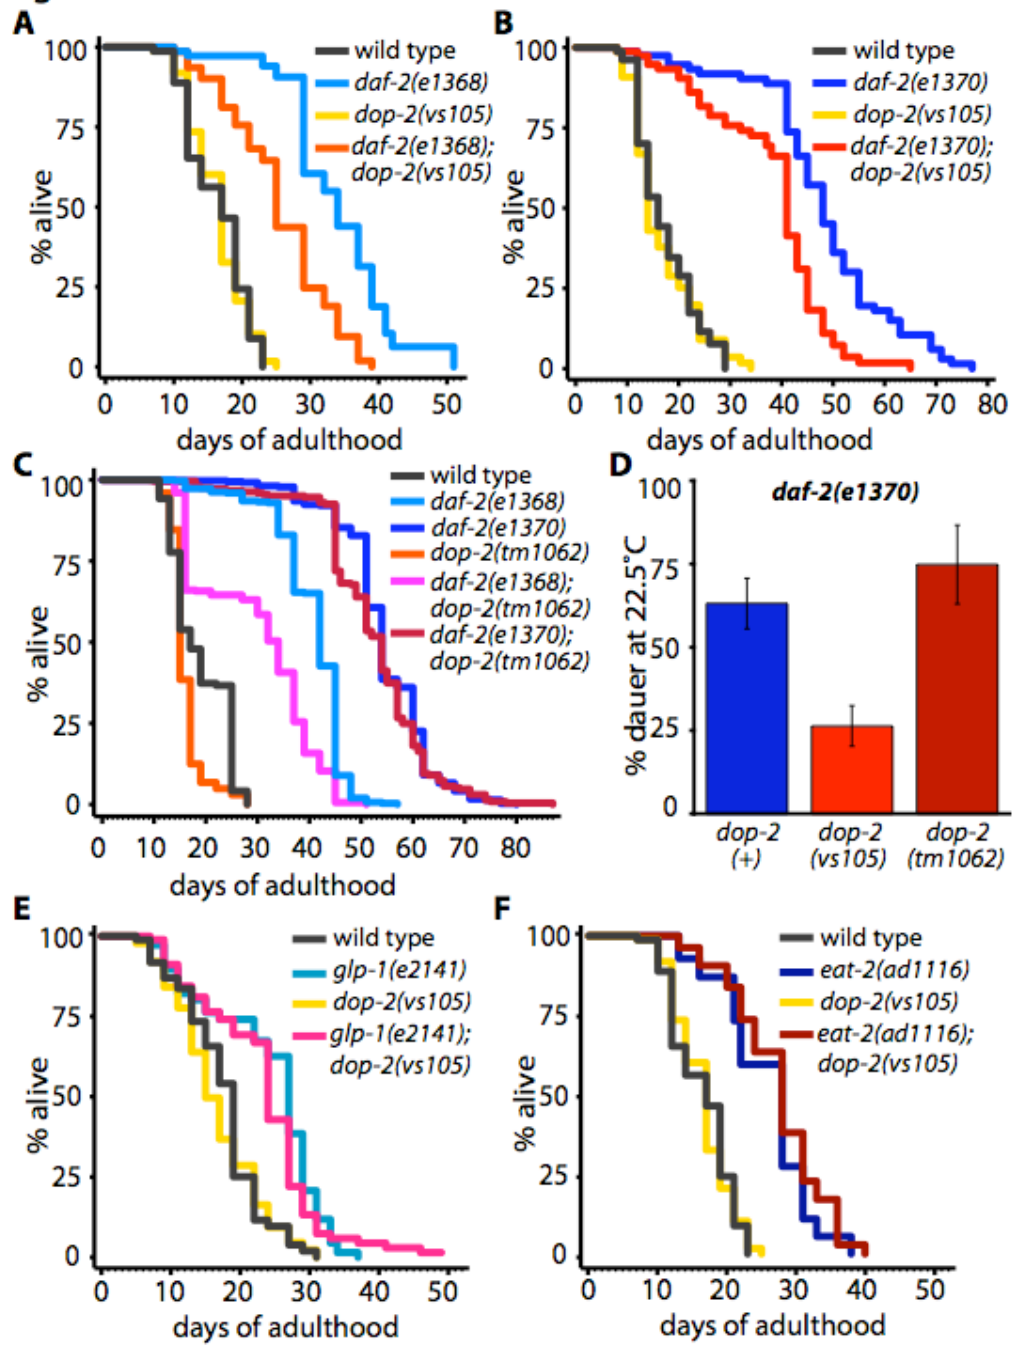 A
100
75
50
25
0
% alive
0 10 20 30 40 50
days of adulthood
wild type
daf-2(e1368)
dop-2(vs105)
daf-2(e1368);
dop-2(vs105)
B
100
75
50
25
0
% alive
0 10 20 30 40 50 60 70 80
days of adulthood
wild type
daf-2(e1370)
dop-2(vs105)
daf-2(e1370);
dop-2(vs105)
C
100
75
50
25
0
% alive
0 10 20 30 40 50 60 70 80
days of adulthood
wild type
daf-2(e1368)
daf-2(e1370)
dop-2(tm1062)
daf-2(e1368);
dop-2(tm1062)
daf-2(e1370);
dop-2(tm1062)
D
daf-2(e1370)
100
75
50
25
0
% dauer at 22.5°C
dop-2 dop-2 dop-2
(+) (vs105) (tm1062)
E
100
75
50
25
0
% alive
0 10 20 30 40 50
days of adulthood
wild type
glp-1(e2141)
dop-2(vs105)
glp-1(e2141);
dop-2(vs105)
F
100
75
50
25
0
% alive
0 10 20 30 40 50
days of adulthood
wild type
eat-2(ad1116)
dop-2(vs105)
eat-2(ad1116);
dop-2(vs105)